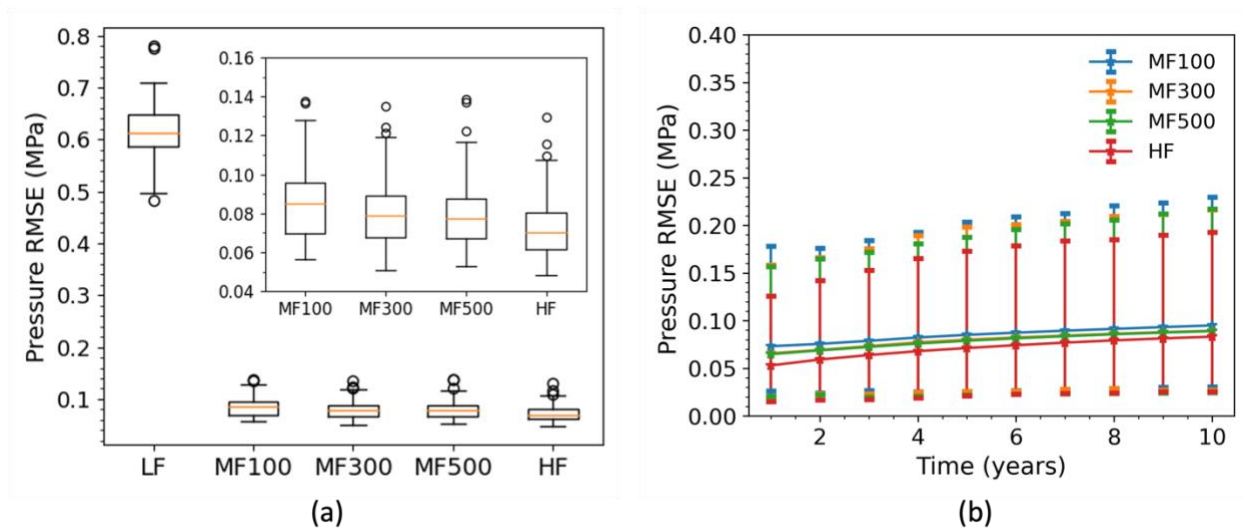 Pressure RMSE (MPa)
0.8
0.7
0.6
0.5
0.4
0.3
0.2
0.1
LF MF100 MF300 MF500 HF
0.16
0.14
0.12
0.10
0.08
0.06
0.04
MF100 MF300 MF500 HF
(a)
Pressure RMSE (MPa)
0.40
0.35
0.30
0.25
0.20
0.15
0.10
0.05
0.00
MF100
MF300
MF500
HF
2 4 6 8 10
Time (years)
(b)